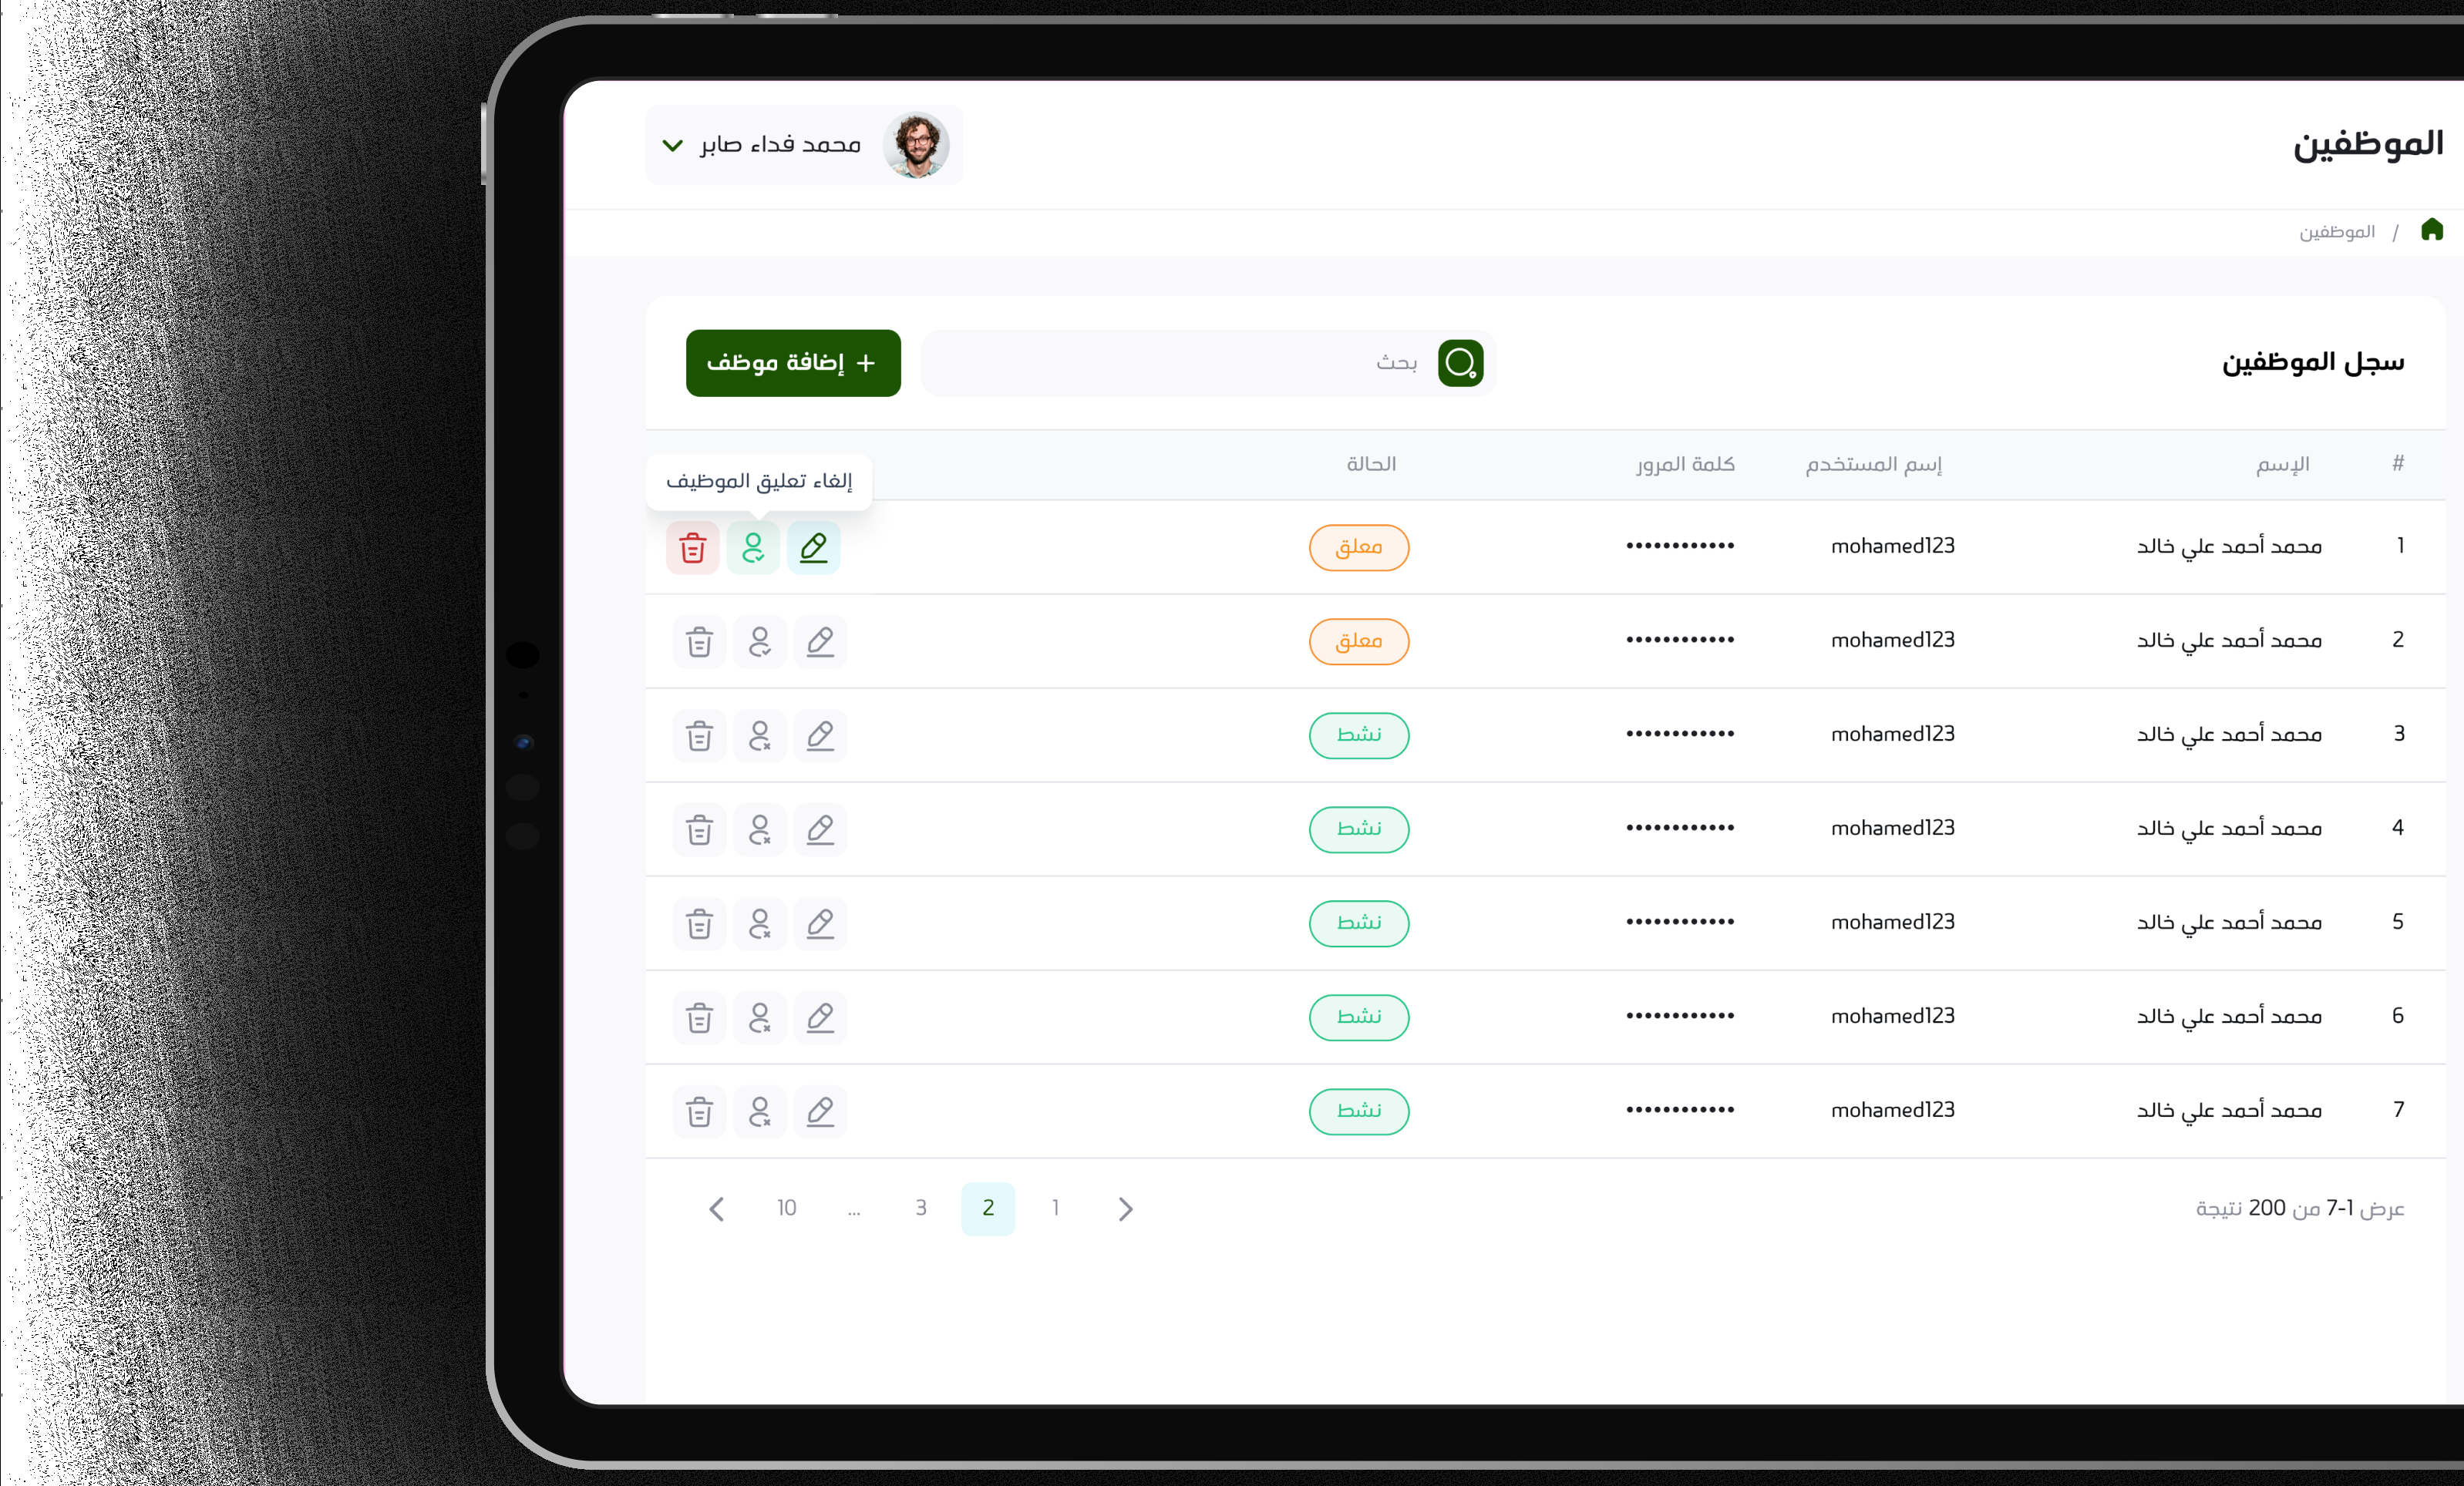 الموظفين
محمد فداء صابر
/ الموظفين
سجل الموظفين
بحث
+ إضافة موظف
# الإسم إسم المستخدم كلمة المرور الحالة
إلغاء تعليق الموظيف
1 محمد أحمد علي خالد mohamed123 •••••••••••• معلق
2 محمد أحمد علي خالد mohamed123 •••••••••••• معلق
3 محمد أحمد علي خالد mohamed123 •••••••••••• نشط
4 محمد أحمد علي خالد mohamed123 •••••••••••• نشط
5 محمد أحمد علي خالد mohamed123 •••••••••••• نشط
6 محمد أحمد علي خالد mohamed123 •••••••••••• نشط
7 محمد أحمد علي خالد mohamed123 •••••••••••• نشط
عرض 1-7 من 200 نتيجة
1 2 3 ... 10